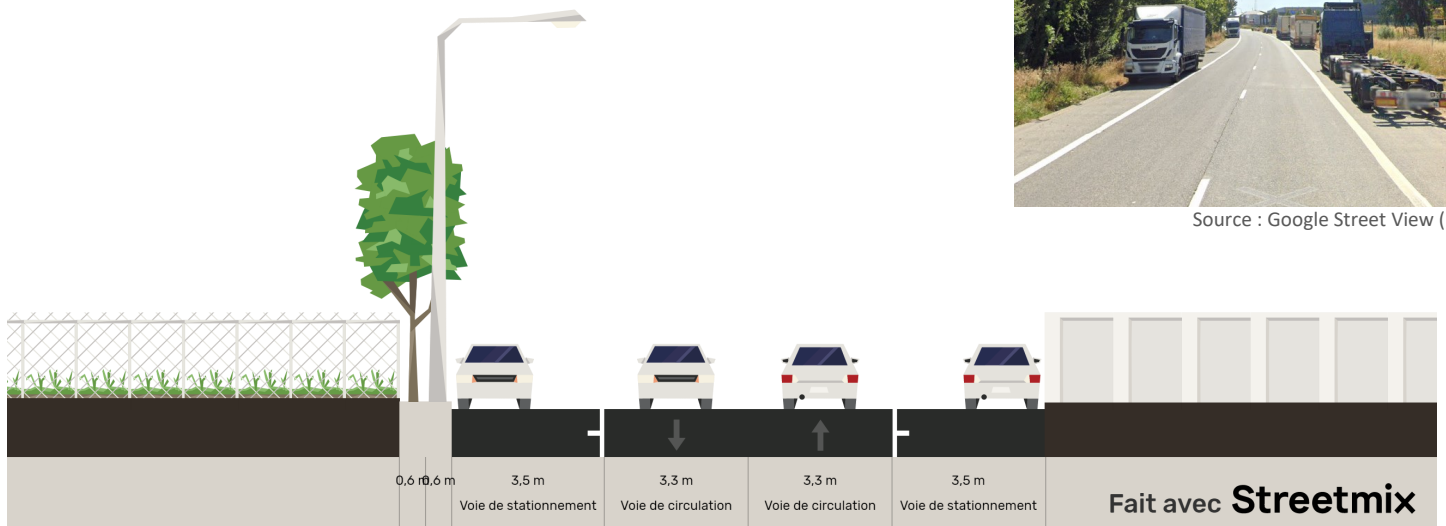 Source : Google Street View (
0,6 m 0,6 m 3,5 m 3,3 m 3,3 m 3,5 m
Voie de stationnement Voie de circulation Voie de circulation Voie de stationnement
Fait avec Streetmix